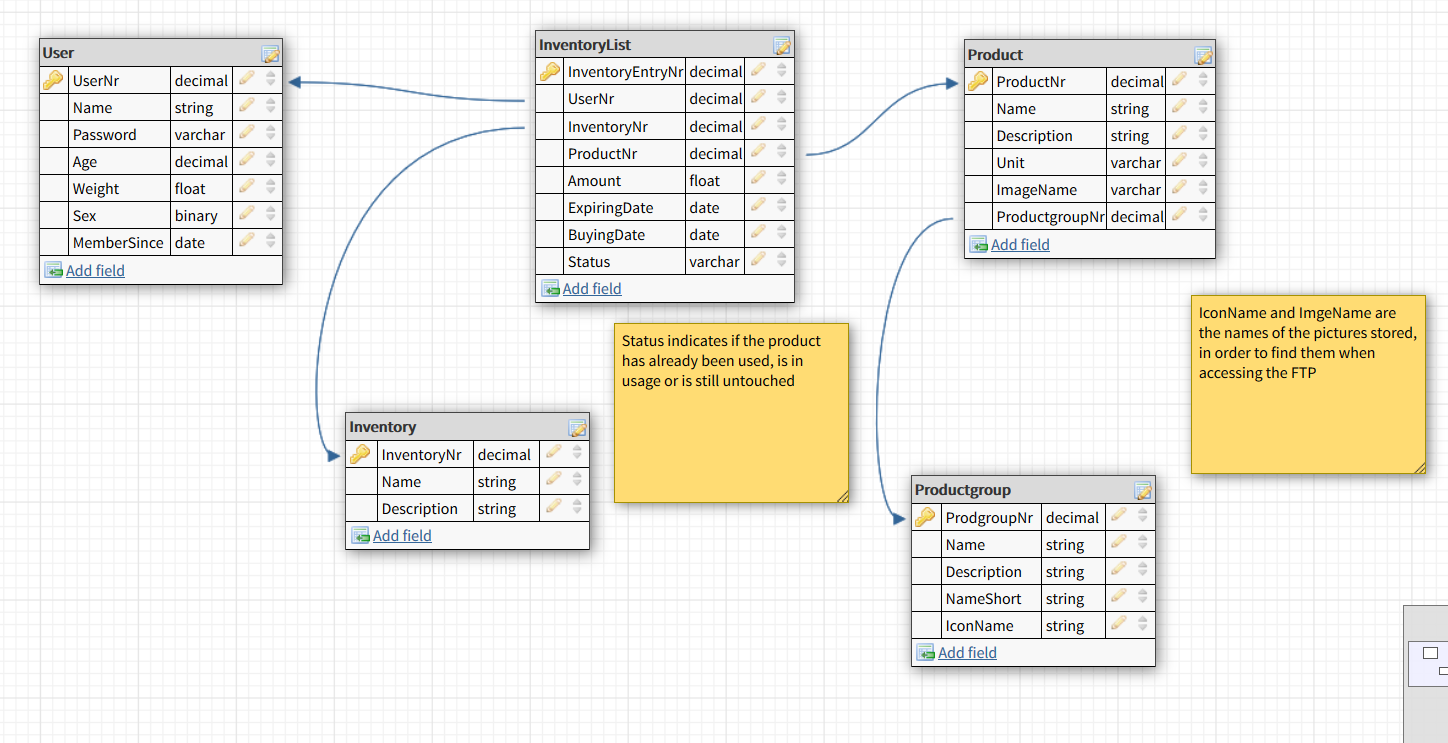 User
UserNr decimal
Name string
Password varchar
Age decimal
Weight float
Sex binary
MemberSince date
Add field
InventoryList
InventoryEntryNr decimal
UserNr decimal
InventoryNr decimal
ProductNr decimal
Amount float
ExpiringDate date
BuyingDate date
Status varchar
Add field
Product
ProductNr decimal
Name string
Description string
Unit varchar
ImageName varchar
ProductgroupNr decimal
Add field
IconName and ImgeName are
the names of the pictures stored,
in order to find them when
accessing the FTP
Status indicates if the product
has already been used, is in
usage or is still untouched
Inventory
InventoryNr decimal
Name string
Description string
Add field
Productgroup
ProdgroupNr decimal
Name string
Description string
NameShort string
IconName string
Add field